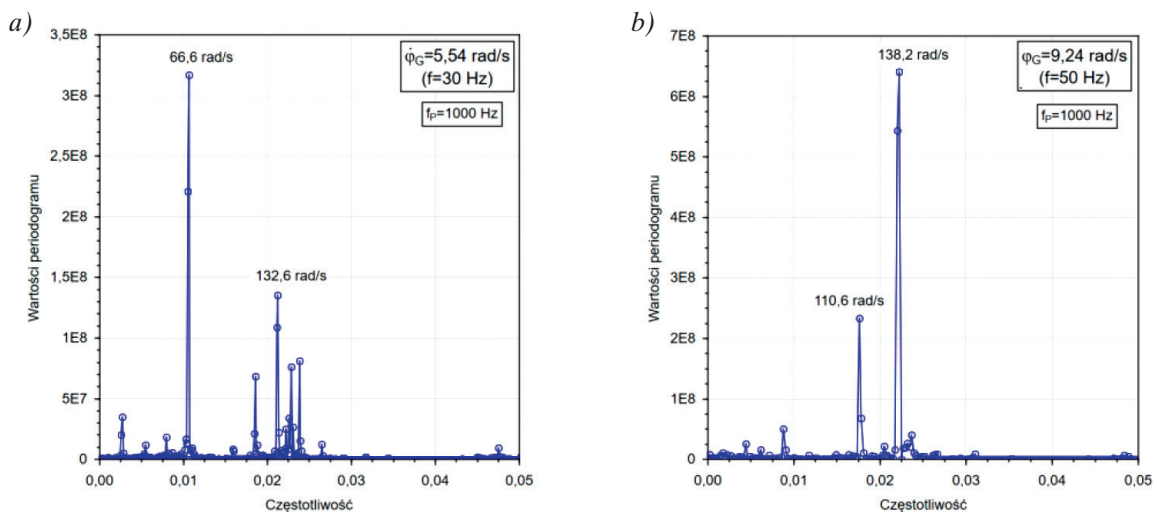 a)
3,5E8
3E8
2,5E8
2E8
1,5E8
1E8
5E7
0
0,00
0,01
0,02
0,03
0,04
0,05
Wartości periodogramu
Częstotliwość
66,6 rad/s
132,6 rad/s
φ̇G=5,54 rad/s
(f=30 Hz)
fP=1000 Hz
b)
7E8
6E8
5E8
4E8
3E8
2E8
1E8
0
0,00
0,01
0,02
0,03
0,04
0,05
Wartości periodogramu
Częstotliwość
138,2 rad/s
110,6 rad/s
φG=9,24 rad/s
(f=50 Hz)
fP=1000 Hz